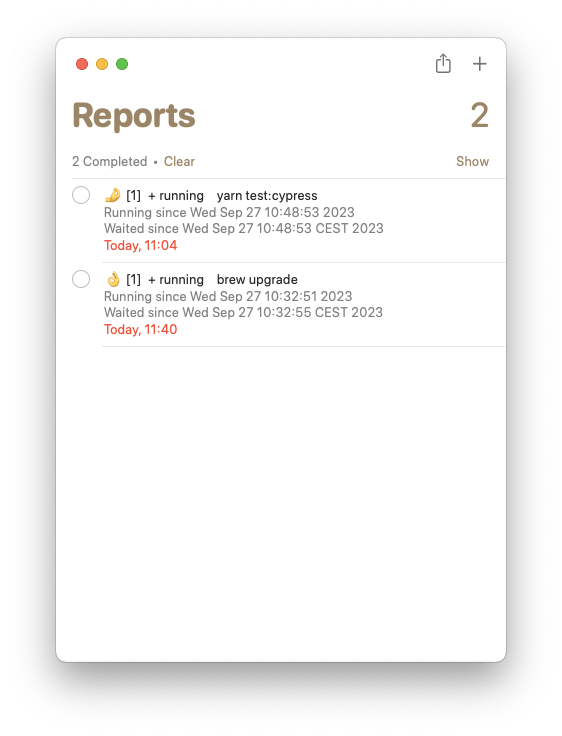 Reports 2
2 Completed • Clear Show
🤌 [1] + running yarn test:cypress
Running since Wed Sep 27 10:48:53 2023
Waited since Wed Sep 27 10:48:53 CEST 2023
Today, 11:04
👌 [1] + running brew upgrade
Running since Wed Sep 27 10:32:51 2023
Waited since Wed Sep 27 10:32:55 CEST 2023
Today, 11:40